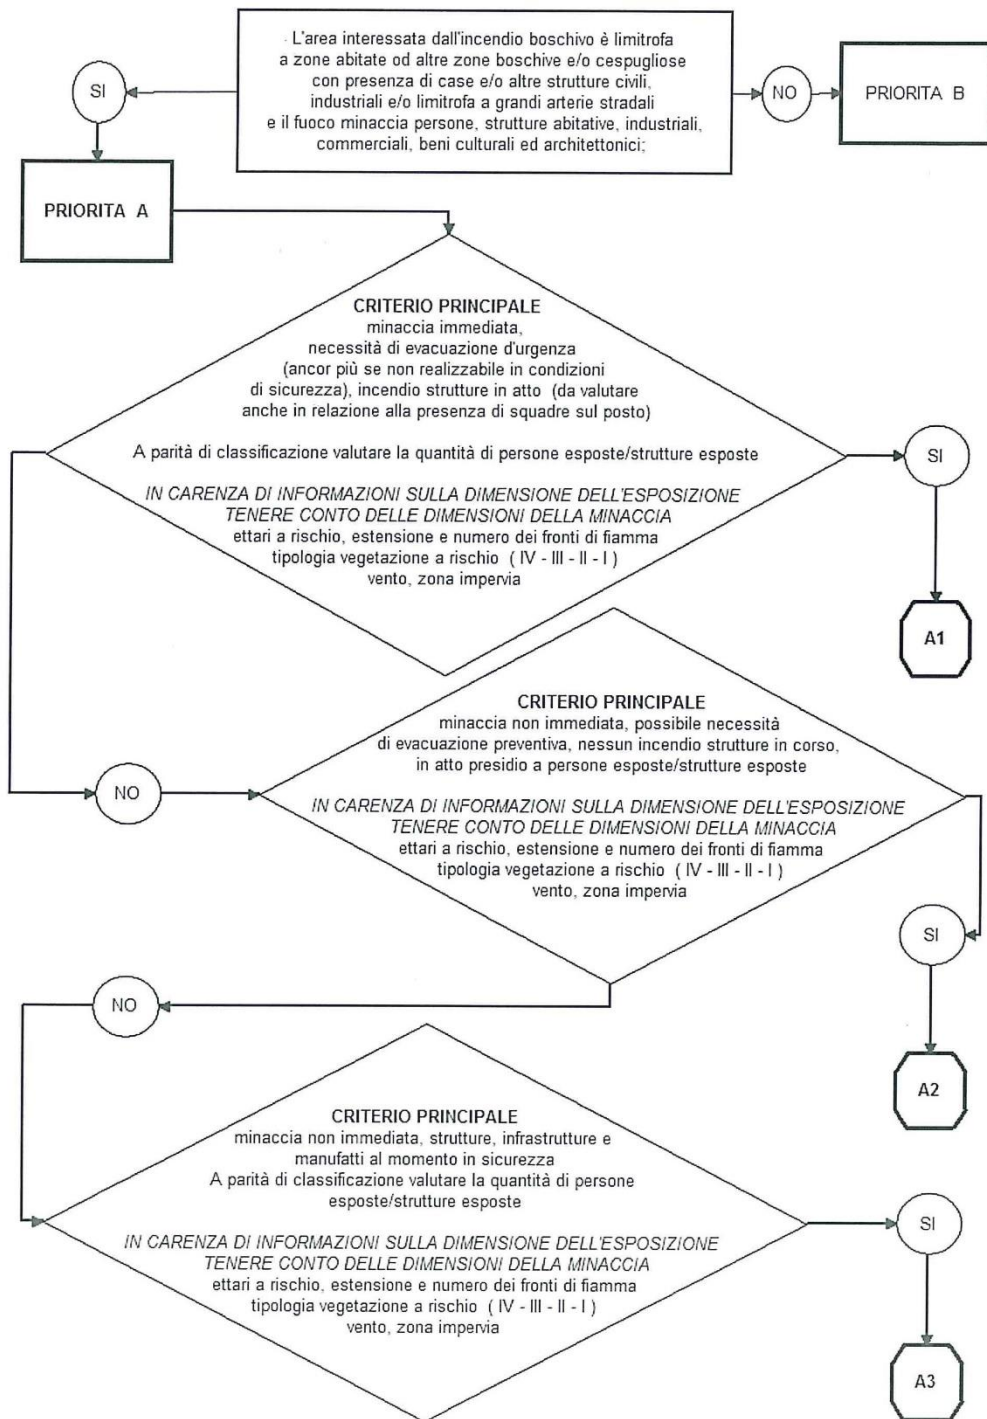 L'area interessata dall'incendio boschivo è limitrofa
a zone abitate od altre zone boschive e/o cespugliose
con presenza di case e/o altre strutture civili,
industriali e/o limitrofa a grandi arterie stradali
e il fuoco minaccia persone, strutture abitative, industriali,
commerciali, beni culturali ed architettonici;
SI
NO
PRIORITA B
PRIORITA A
CRITERIO PRINCIPALE
minaccia immediata,
necessità di evacuazione d'urgenza
(ancor più se non realizzabile in condizioni
di sicurezza), incendio strutture in atto (da valutare
anche in relazione alla presenza di squadre sul posto)
A parità di classificazione valutare la quantità di persone esposte/strutture esposte
IN CARENZA DI INFORMAZIONI SULLA DIMENSIONE DELL'ESPOSIZIONE
TENERE CONTO DELLE DIMENSIONI DELLA MINACCIA
ettari a rischio, estensione e numero dei fronti di fiamma
tipologia vegetazione a rischio ( IV - III - II - I )
vento, zona impervia
SI
A1
NO
CRITERIO PRINCIPALE
minaccia non immediata, possibile necessità
di evacuazione preventiva, nessun incendio strutture in corso,
in atto presidio a persone esposte/strutture esposte
IN CARENZA DI INFORMAZIONI SULLA DIMENSIONE DELL'ESPOSIZIONE
TENERE CONTO DELLE DIMENSIONI DELLA MINACCIA
ettari a rischio, estensione e numero dei fronti di fiamma
tipologia vegetazione a rischio ( IV - III - II - I )
vento, zona impervia
SI
A2
NO
CRITERIO PRINCIPALE
minaccia non immediata, strutture, infrastrutture e
manufatti al momento in sicurezza
A parità di classificazione valutare la quantità di persone
esposte/strutture esposte
IN CARENZA DI INFORMAZIONI SULLA DIMENSIONE DELL'ESPOSIZIONE
TENERE CONTO DELLE DIMENSIONI DELLA MINACCIA
ettari a rischio, estensione e numero dei fronti di fiamma
tipologia vegetazione a rischio ( IV - III - II - I )
vento, zona impervia
SI
A3